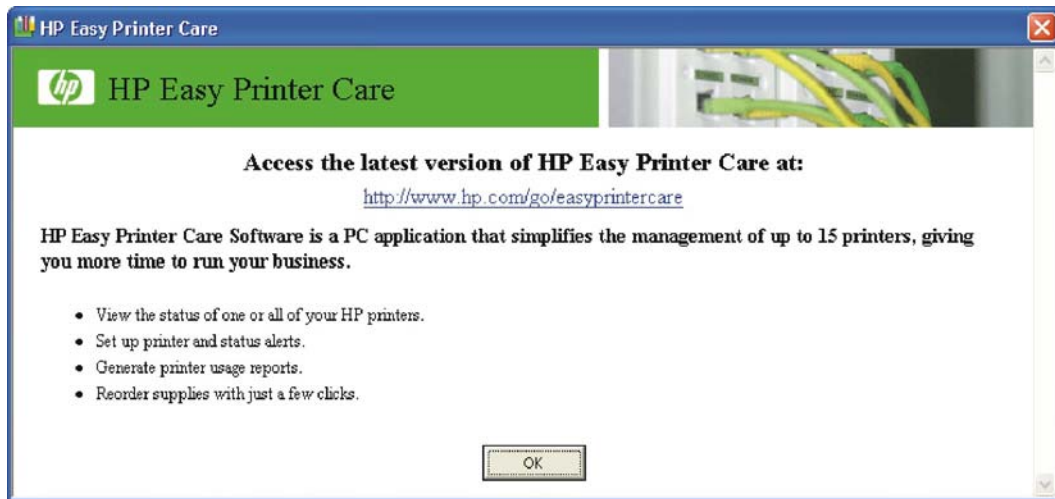 HP Easy Printer Care
hp HP Easy Printer Care
Access the latest version of HP Easy Printer Care at:
http://www.hp.com/go/easyprintercare
HP Easy Printer Care Software is a PC application that simplifies the management of up to 15 printers, giving
you more time to run your business.
• View the status of one or all of your HP printers.
• Set up printer and status alerts.
• Generate printer usage reports.
• Reorder supplies with just a few clicks.
OK